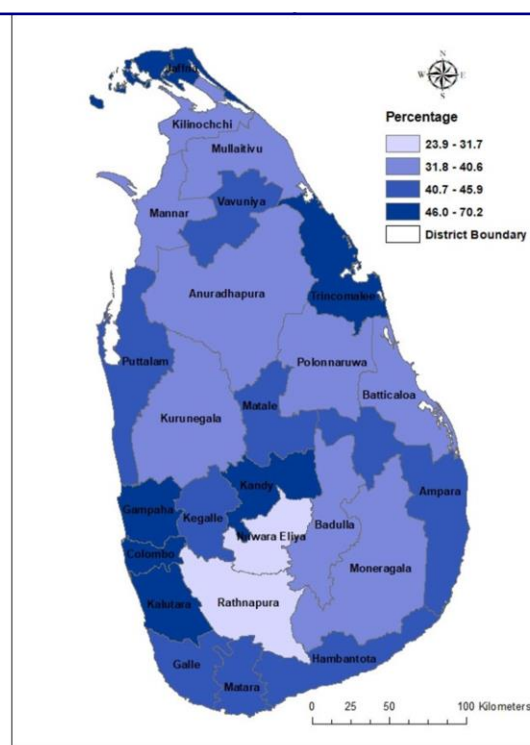 N
W E
S
Jaffna
Kilinochchi
Mullaitivu
Vavuniya
Mannar
Anuradhapura
Trincomalee
Puttalam
Polonnaruwa
Batticaloa
Kurunegala
Matale
Ampara
Kandy
Gampaha
Kegalle
Badulla
Nuwara Eliya
Colombo
Moneragala
Kalutara
Rathnapura
Galle
Hambantota
Matara
Percentage
23.9 - 31.7
31.8 - 40.6
40.7 - 45.9
46.0 - 70.2
District Boundary
0 25 50 100 Kilometers